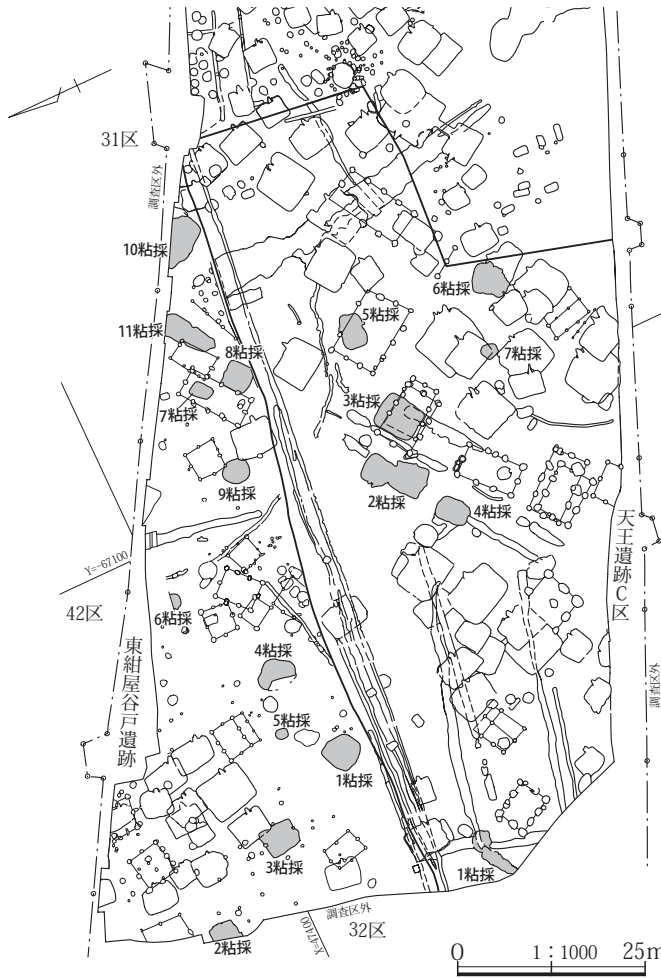 31区
調査区外
10粘採
6粘採
5粘採
11粘採
8粘採
7粘採
7粘採
3粘採
9粘採
2粘採
4粘採
天王遺跡C区
Y=-67100
42区
6粘採
東紺屋谷戸遺跡
4粘採
5粘採
1粘採
調査区外
3粘採
1粘採
調査区外
32区
2粘採
X=47400
0 1:1000 25m